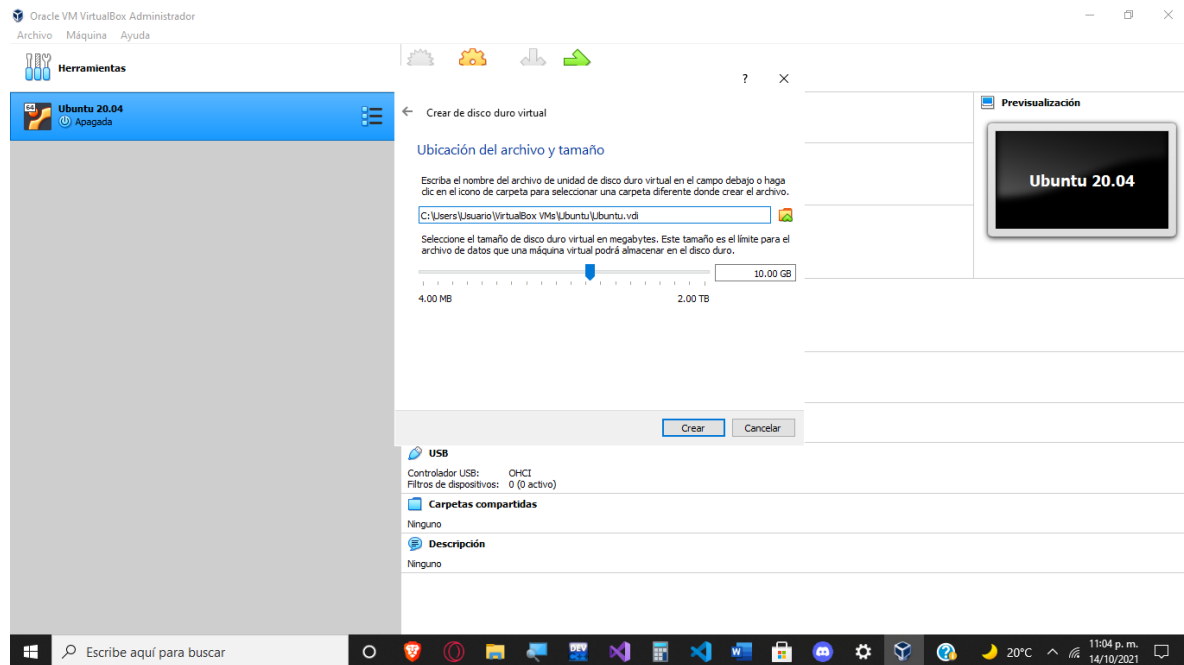 Oracle VM VirtualBox Administrador
Archivo Máquina Ayuda
Herramientas
64
Ubuntu 20.04
Apagada
?
Crear de disco duro virtual
Ubicación del archivo y tamaño
Escriba el nombre del archivo de unidad de disco duro virtual en el campo debajo o haga
clic en el icono de carpeta para seleccionar una carpeta diferente donde crear el archivo.
C:\Users\Usuario\VirtualBox VMs\Ubuntu\Ubuntu.vdi
Seleccione el tamaño de disco duro virtual en megabytes. Este tamaño es el límite para el
archivo de datos que una máquina virtual podrá almacenar en el disco duro.
10.00 GB
4.00 MB 2.00 TB
Crear Cancelar
Previsualización
Ubuntu 20.04
USB
Controlador USB: OHCI
Filtros de dispositivos: 0 (0 activo)
Carpetas compartidas
Ninguno
Descripción
Ninguno
Escribe aquí para buscar
DEV
20°C
11:04 p. m.
14/10/2021